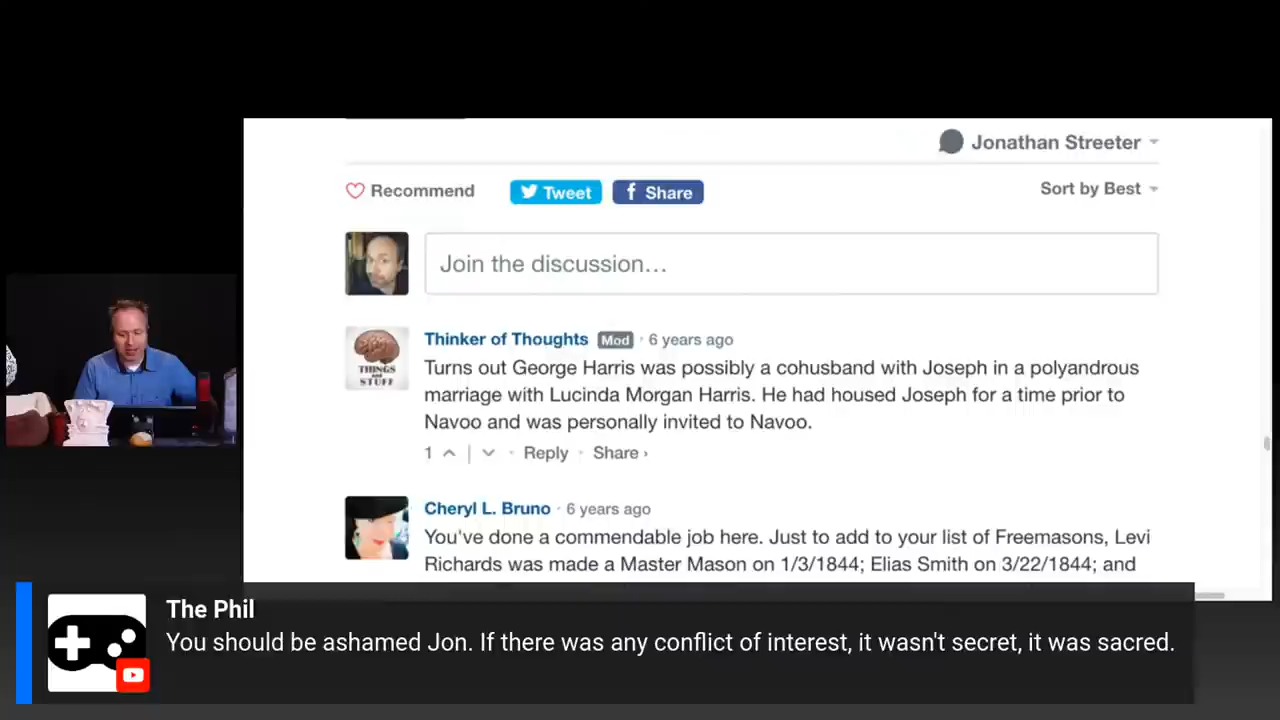 Jonathan Streeter
Recommend
Tweet
Share
Sort by Best
Join the discussion…
Thinker of Thoughts Mod · 6 years ago
THINGS
and
STUFF
Turns out George Harris was possibly a cohusband with Joseph in a polyandrous
marriage with Lucinda Morgan Harris. He had housed Joseph for a time prior to
Navoo and was personally invited to Navoo.
1 Reply Share ›
Cheryl L. Bruno · 6 years ago
You've done a commendable job here. Just to add to your list of Freemasons, Levi
Richards was made a Master Mason on 1/3/1844; Elias Smith on 3/22/1844; and
The Phil
You should be ashamed Jon. If there was any conflict of interest, it wasn't secret, it was sacred.